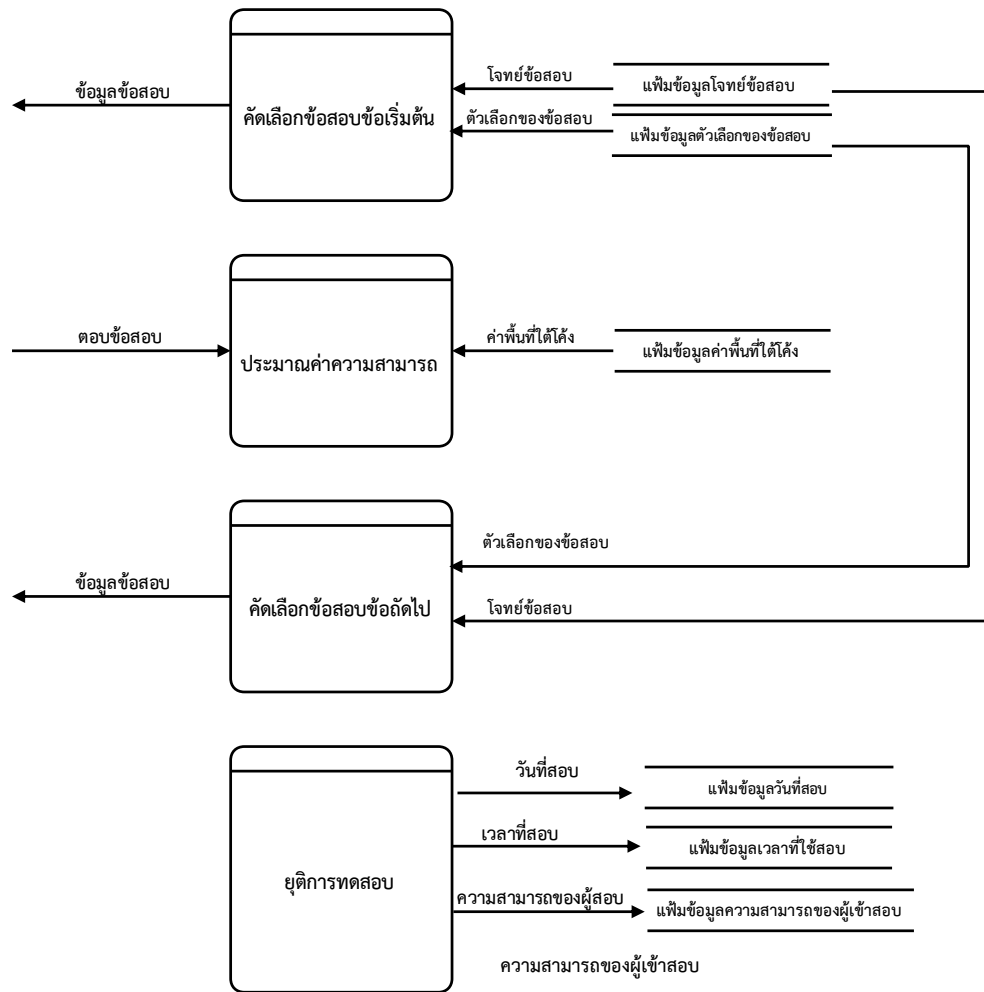 โจทย์ข้อสอบ
แฟ้มข้อมูลโจทย์ข้อสอบ
ข้อมูลข้อสอบ
คัดเลือกข้อสอบข้อเริ่มต้น
ตัวเลือกของข้อสอบ
แฟ้มข้อมูลตัวเลือกของข้อสอบ
ตอบข้อสอบ
ประมาณค่าความสามารถ
ค่าพื้นที่ใต้โค้ง
แฟ้มข้อมูลค่าพื้นที่ใต้โค้ง
ตัวเลือกของข้อสอบ
ข้อมูลข้อสอบ
คัดเลือกข้อสอบข้อถัดไป
โจทย์ข้อสอบ
วันที่สอบ
แฟ้มข้อมูลวันที่สอบ
เวลาที่สอบ
แฟ้มข้อมูลเวลาที่ใช้สอบ
ยุติการทดสอบ
ความสามารถของผู้สอบ
แฟ้มข้อมูลความสามารถของผู้เข้าสอบ
ความสามารถของผู้เข้าสอบ